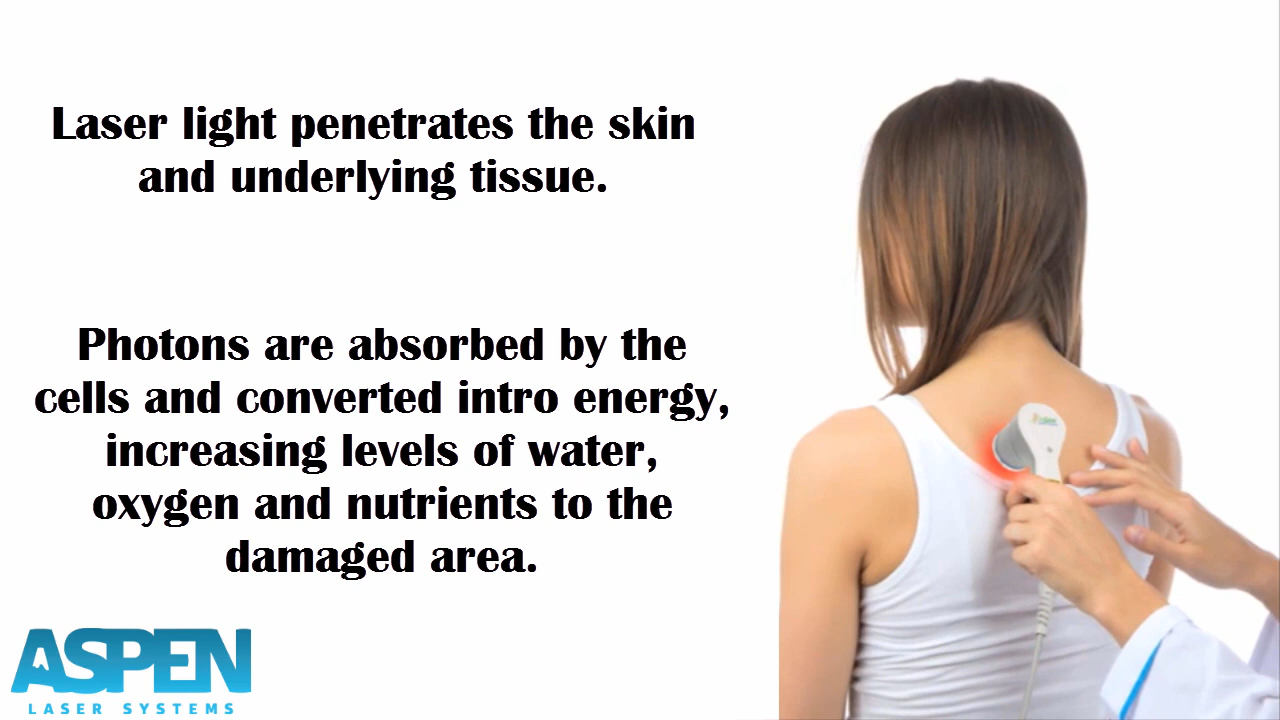 Laser light penetrates the skin
and underlying tissue.
Photons are absorbed by the
cells and converted intro energy,
increasing levels of water,
oxygen and nutrients to the
damaged area.
ASPEN
LASER SYSTEMS